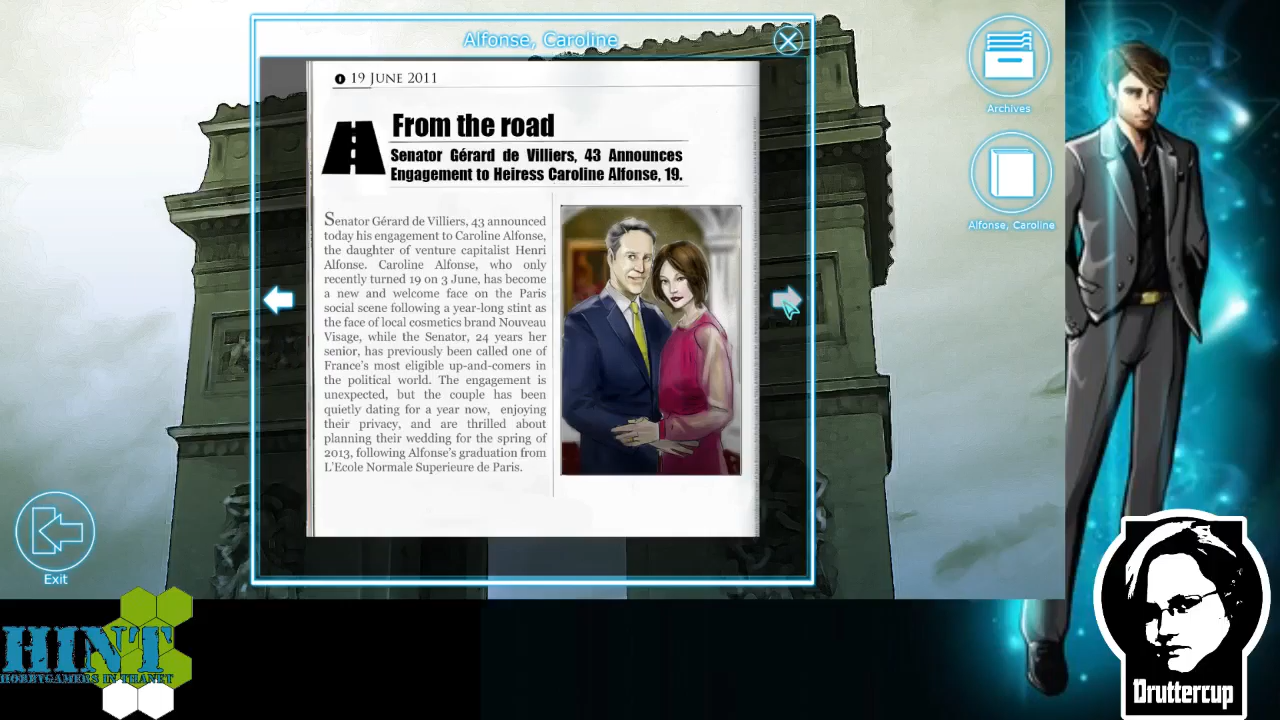 Alfonse, Caroline
19 JUNE 2011
From the road
Senator Gérard de Villiers, 43 Announces
Engagement to Heiress Caroline Alfonse, 19.
Senator Gérard de Villiers, 43 announced
today his engagement to Caroline Alfonse,
the daughter of venture capitalist Henri
Alfonse. Caroline Alfonse, who only
recently turned 19 on 3 June, has become
a new and welcome face on the Paris
social scene following a year-long stint as
the face of local cosmetics brand Nouveau
Visage, while the Senator, 24 years her
senior, has previously been called one of
France's most eligible up-and-comers in
the political world. The engagement is
unexpected, but the couple has been
quietly dating for a year now, enjoying
their privacy, and are thrilled about
planning their wedding for the spring of
2013, following Alfonse's graduation from
L'Ecole Normale Superieure de Paris.
Archives
Alfonse, Caroline
Exit
HINT
HOBBYGAMERS IN THANET
Druttercup